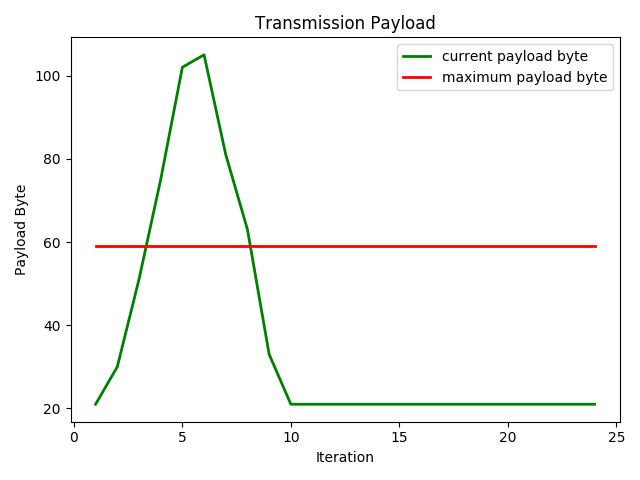 Transmission Payload
current payload byte
maximum payload byte
Payload Byte
100
80
60
40
20
0
5
10
15
20
25
Iteration